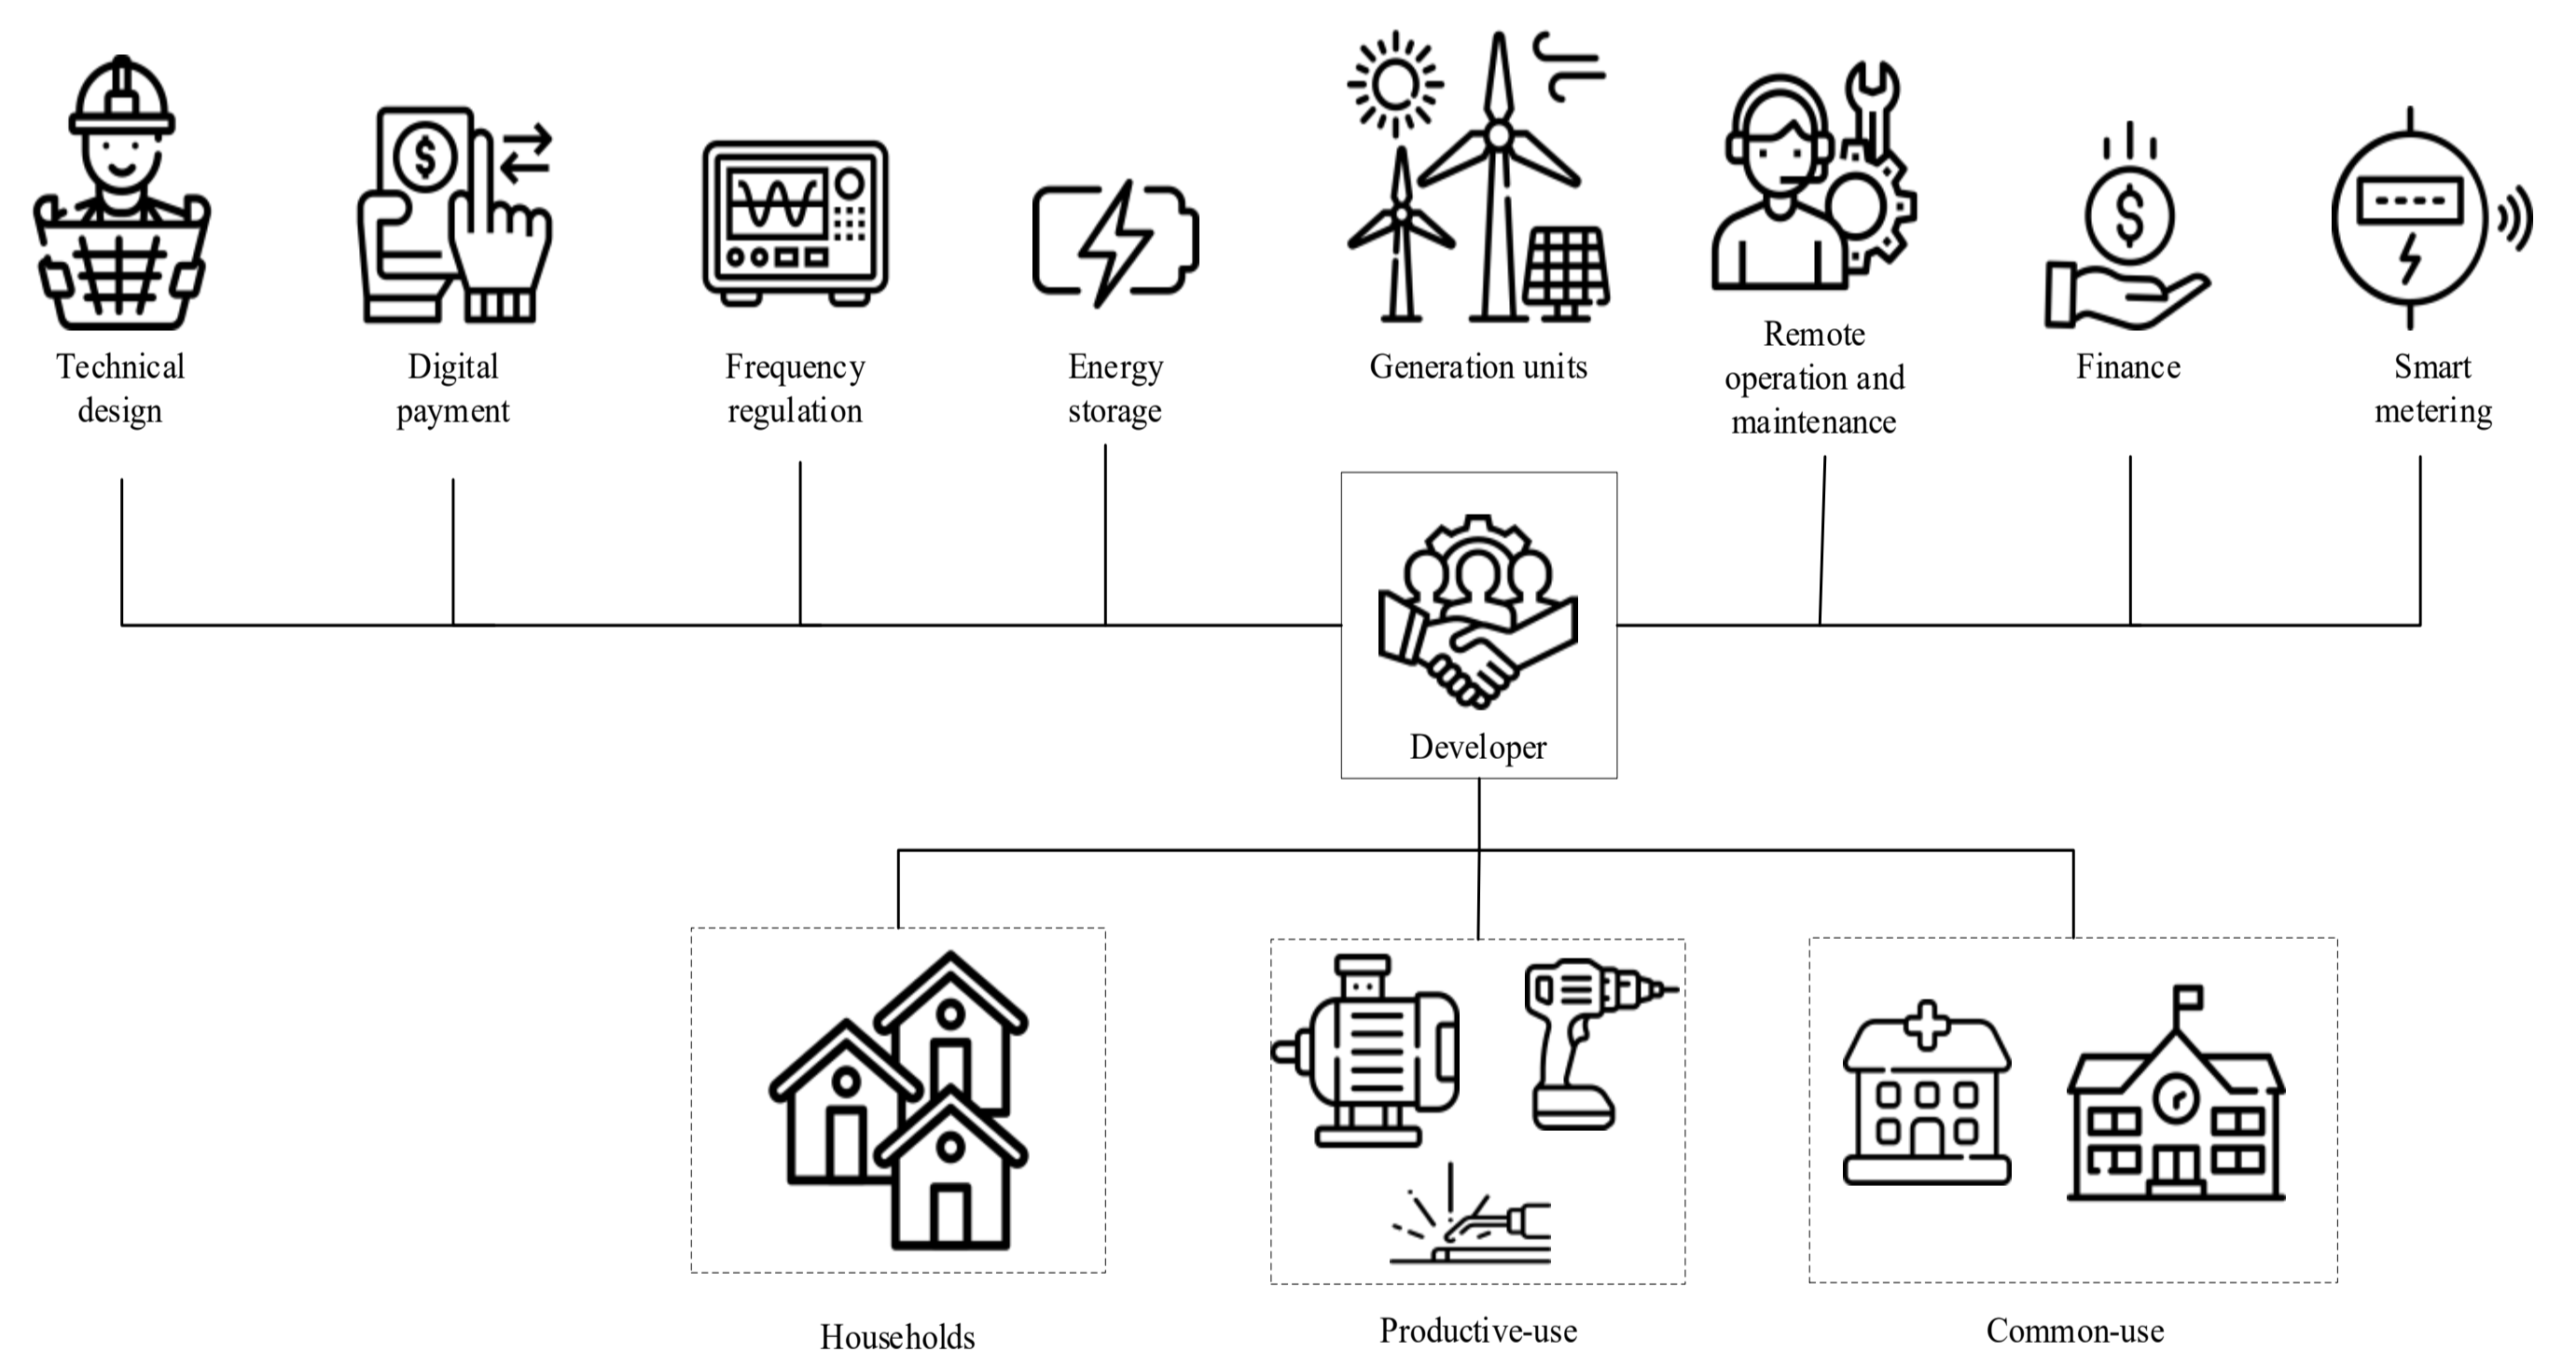 Technical
design
Digital
payment
Frequency
regulation
Energy
storage
Generation units
Remote
operation and
maintenance
Finance
Smart
metering
Developer
Households
Productive-use
Common-use